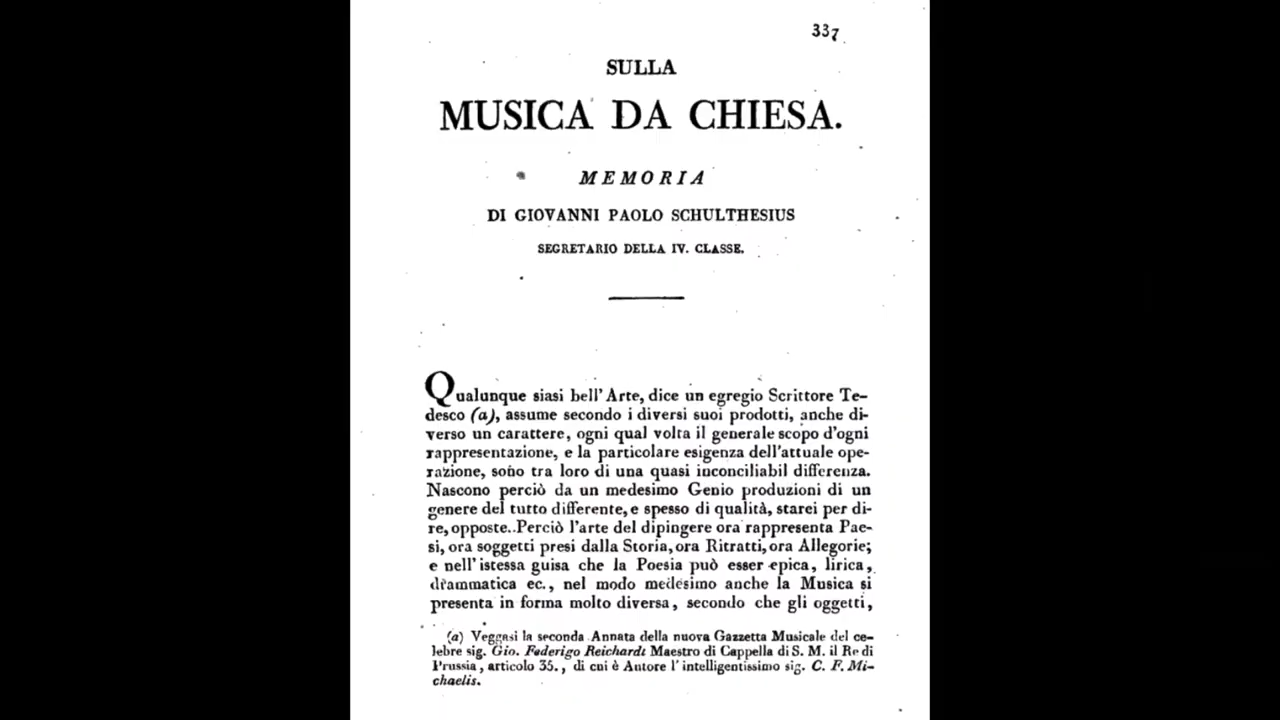 337
SULLA
MUSICA DA CHIESA.
MEMORIA
DI GIOVANNI PAOLO SCHULTHESIUS
SEGRETARIO DELLA IV. CLASSE.
Qualunque siasi bell' Arte, dice un egregio Scrittore Te-
desco (a), assume secondo i diversi suoi prodotti, anche di-
verso un carattere, ogni qual volta il generale scopo d'ogni
rappresentazione, e la particolare esigenza dell'attuale ope-
razione, sono tra loro di una quasi inconciliabil differenza.
Nascono perciò da un medesimo Genio produzioni di un
genere del tutto differente, e spesso di qualità, starei per di-
re, opposte. Perciò l'arte del dipingere ora rappresenta Pae-
si, ora soggetti presi dalla Storia, ora Ritratti, ora Allegorie;
e nell' istessa guisa che la Poesia può esser epica, lirica,
drammatica ec., nel modo medesimo anche la Musica si
presenta in forma molto diversa, secondo che gli oggetti,
(a) Veggasi la seconda Annata della nuova Gazzetta Musicale del ce-
lebre sig. Gio. Federigo Reichardt Maestro di Cappella di S. M. il Re di
Prussia, articolo 35., di cui è Autore l' intelligentissimo sig. C. F. Mi-
chaelis.